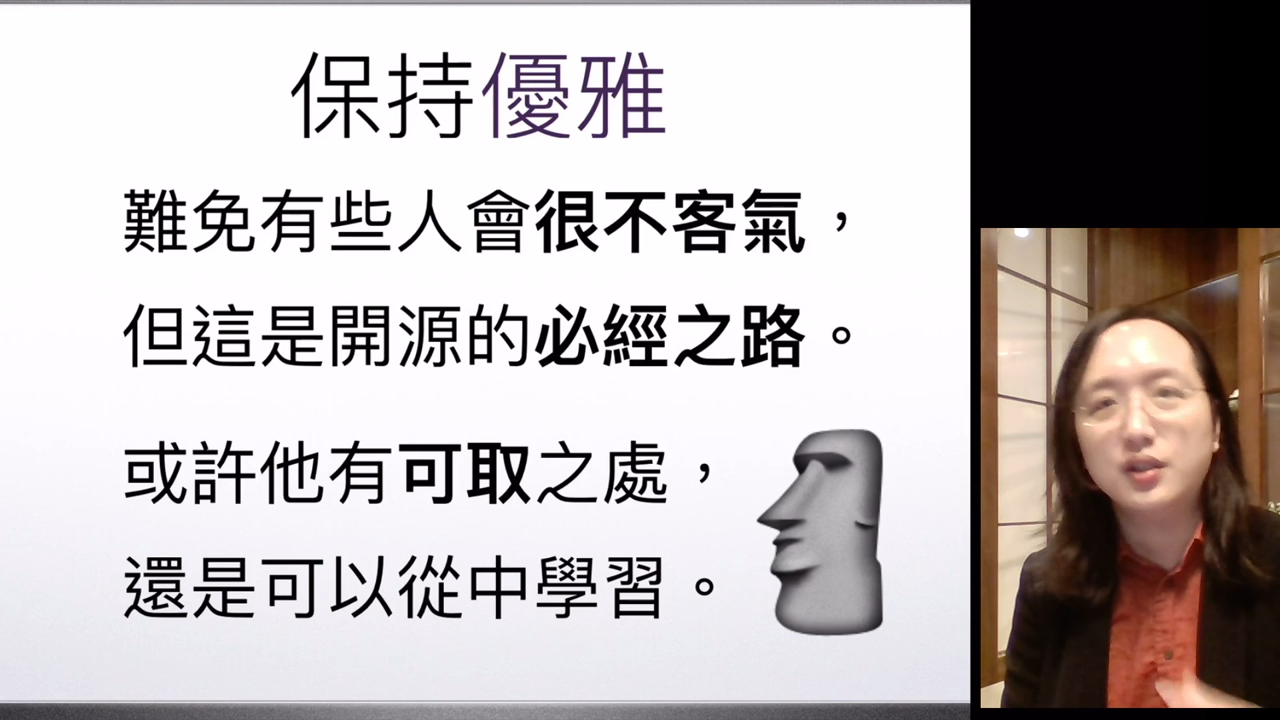 保持優雅
難免有些人會很不客氣，
但這是開源的必經之路。
或許他有可取之處，
還是可以從中學習。